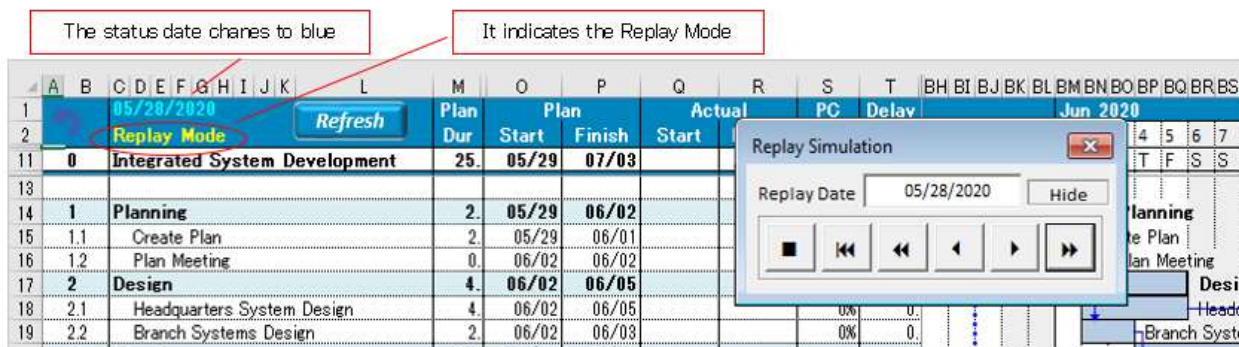 The status date chanes to blue
It indicates the Replay Mode
A B C D E F G H I J K L M O P Q R S T BH BI BJ BK BL BM BN BO BP BQ BR BS
1 05/28/2020 Refresh Plan Plan Actual PC Delay Jun 2020
2 Replay Mode Dur Start Finish Start 4 5 6 7
11 0 Integrated System Development 25. 05/29 07/03 T F S S
Replay Simulation
Replay Date 05/28/2020 Hide
13
14 1 Planning 2. 05/29 06/02 lanning
15 1.1 Create Plan 2. 05/29 06/01 te Plan
16 1.2 Plan Meeting 0. 06/02 06/02 lan Meeting
17 2 Design 4. 06/02 06/05 Desi
18 2.1 Headquarters System Design 4. 06/02 06/05 0% 0. Head
19 2.2 Branch Systems Design 2. 06/02 06/03 0% 0. Branch Syst